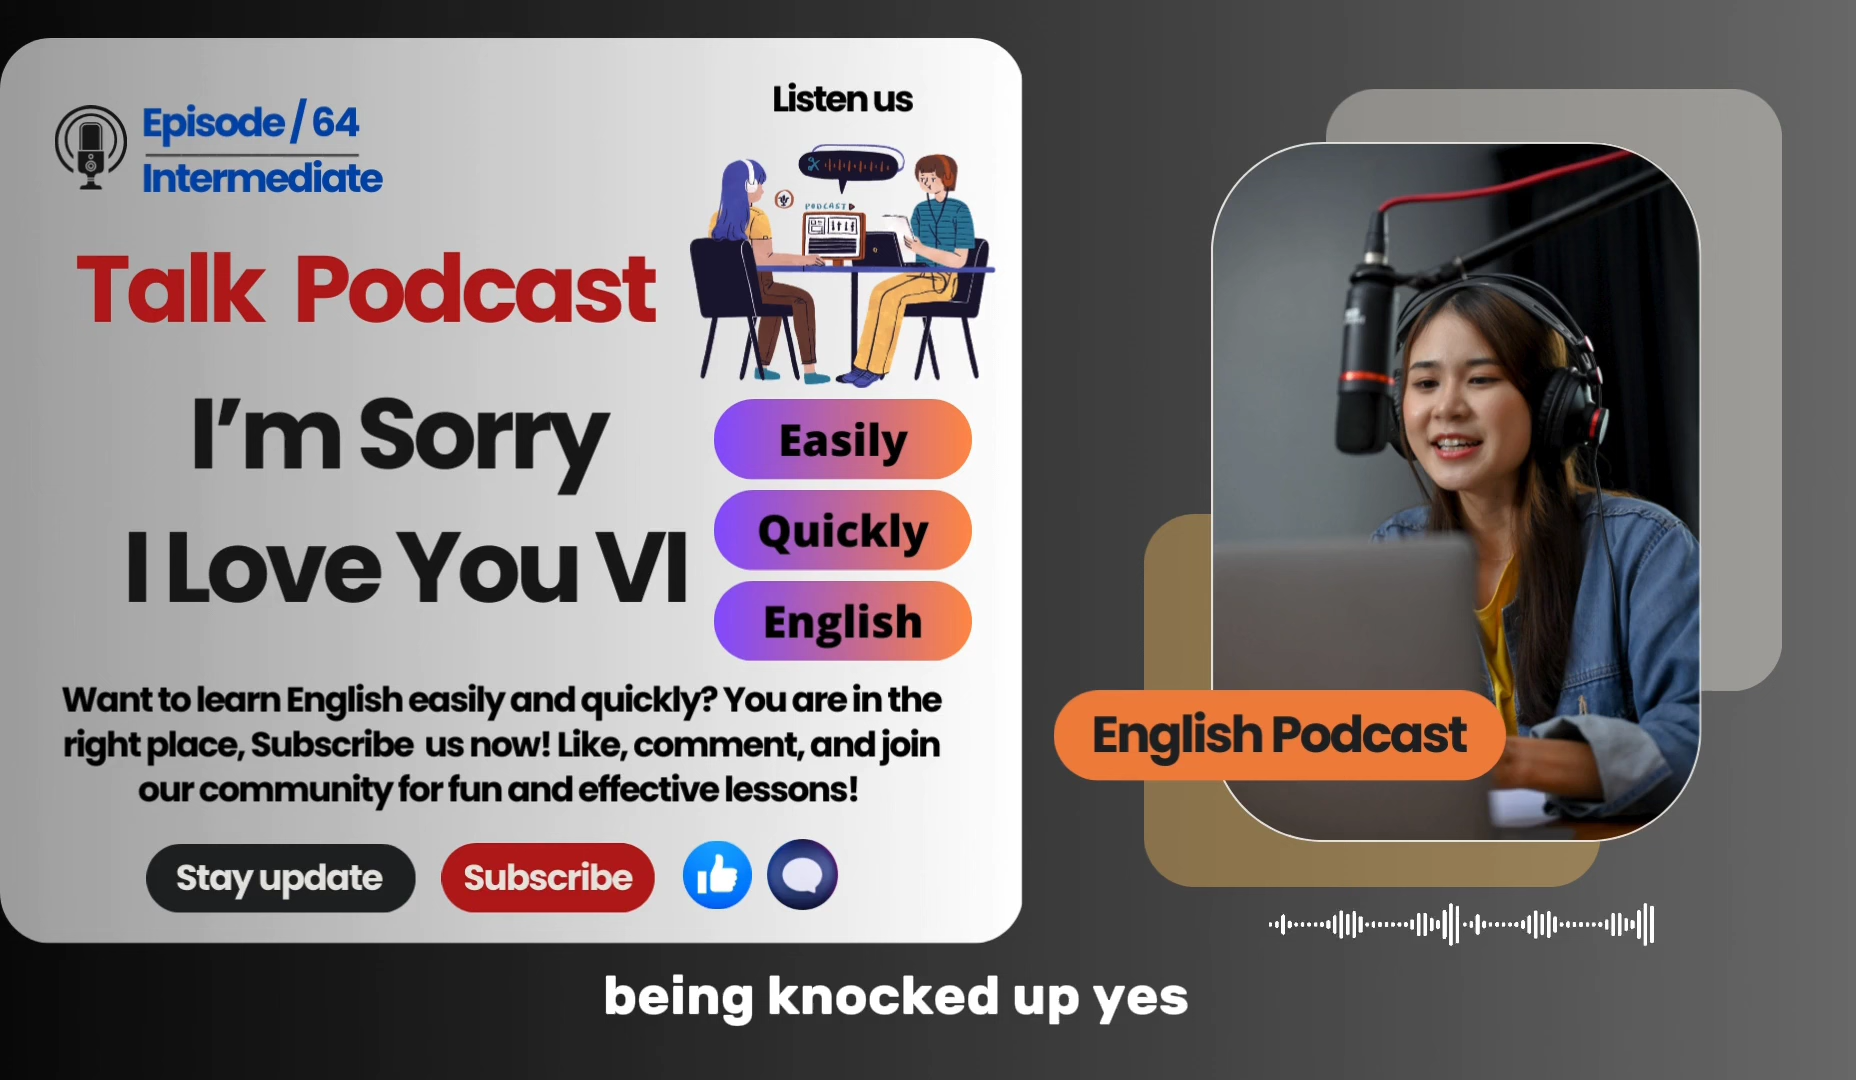 Episode / 64
Intermediate
Listen us
PODCAST
Talk Podcast
I'm Sorry
I Love You VI
Easily
Quickly
English
Want to learn English easily and quickly? You are in the
right place, Subscribe us now! Like, comment, and join
our community for fun and effective lessons!
Stay update
Subscribe
English Podcast
being knocked up yes